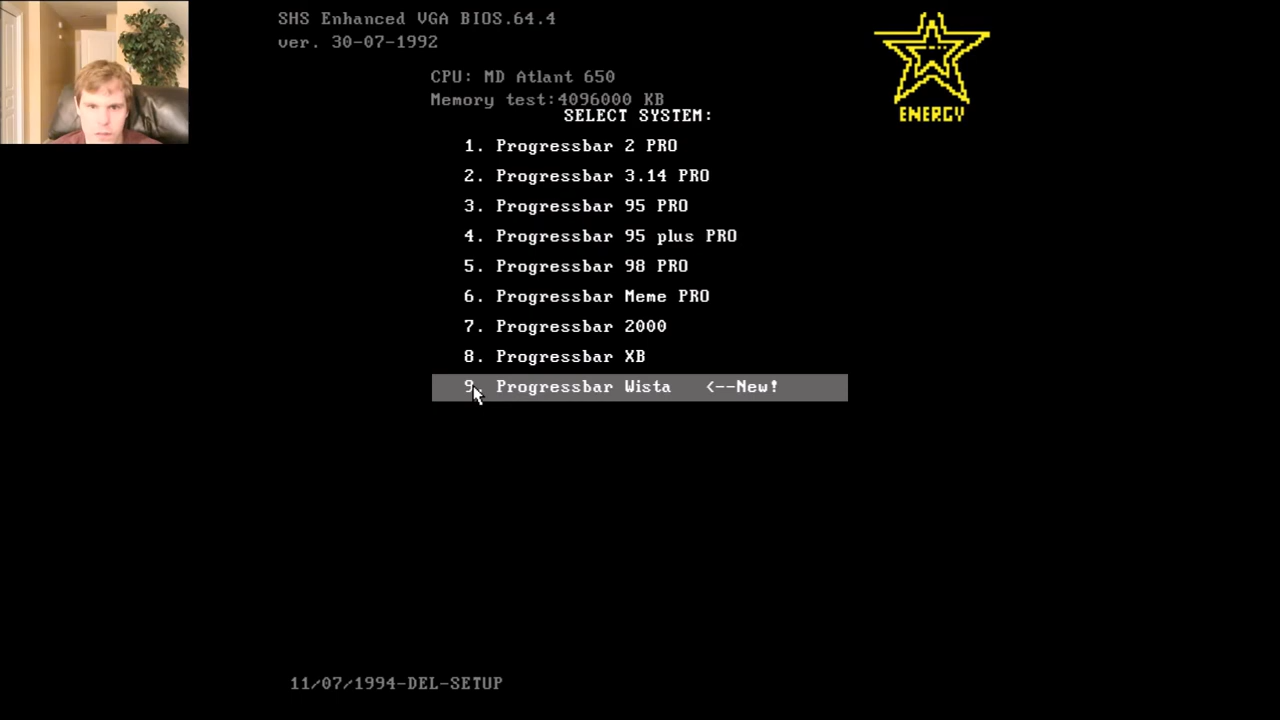 SHS Enhanced VGA BIOS.64.4
ver. 30-07-1992
ENERGY
CPU: MD Atlant 650
Memory test:4096000 KB
SELECT SYSTEM:
1. Progressbar 2 PRO
2. Progressbar 3.14 PRO
3. Progressbar 95 PRO
4. Progressbar 95 plus PRO
5. Progressbar 98 PRO
6. Progressbar Meme PRO
7. Progressbar 2000
8. Progressbar XB
9. Progressbar Wista <--New!
11/07/1994-DEL-SETUP